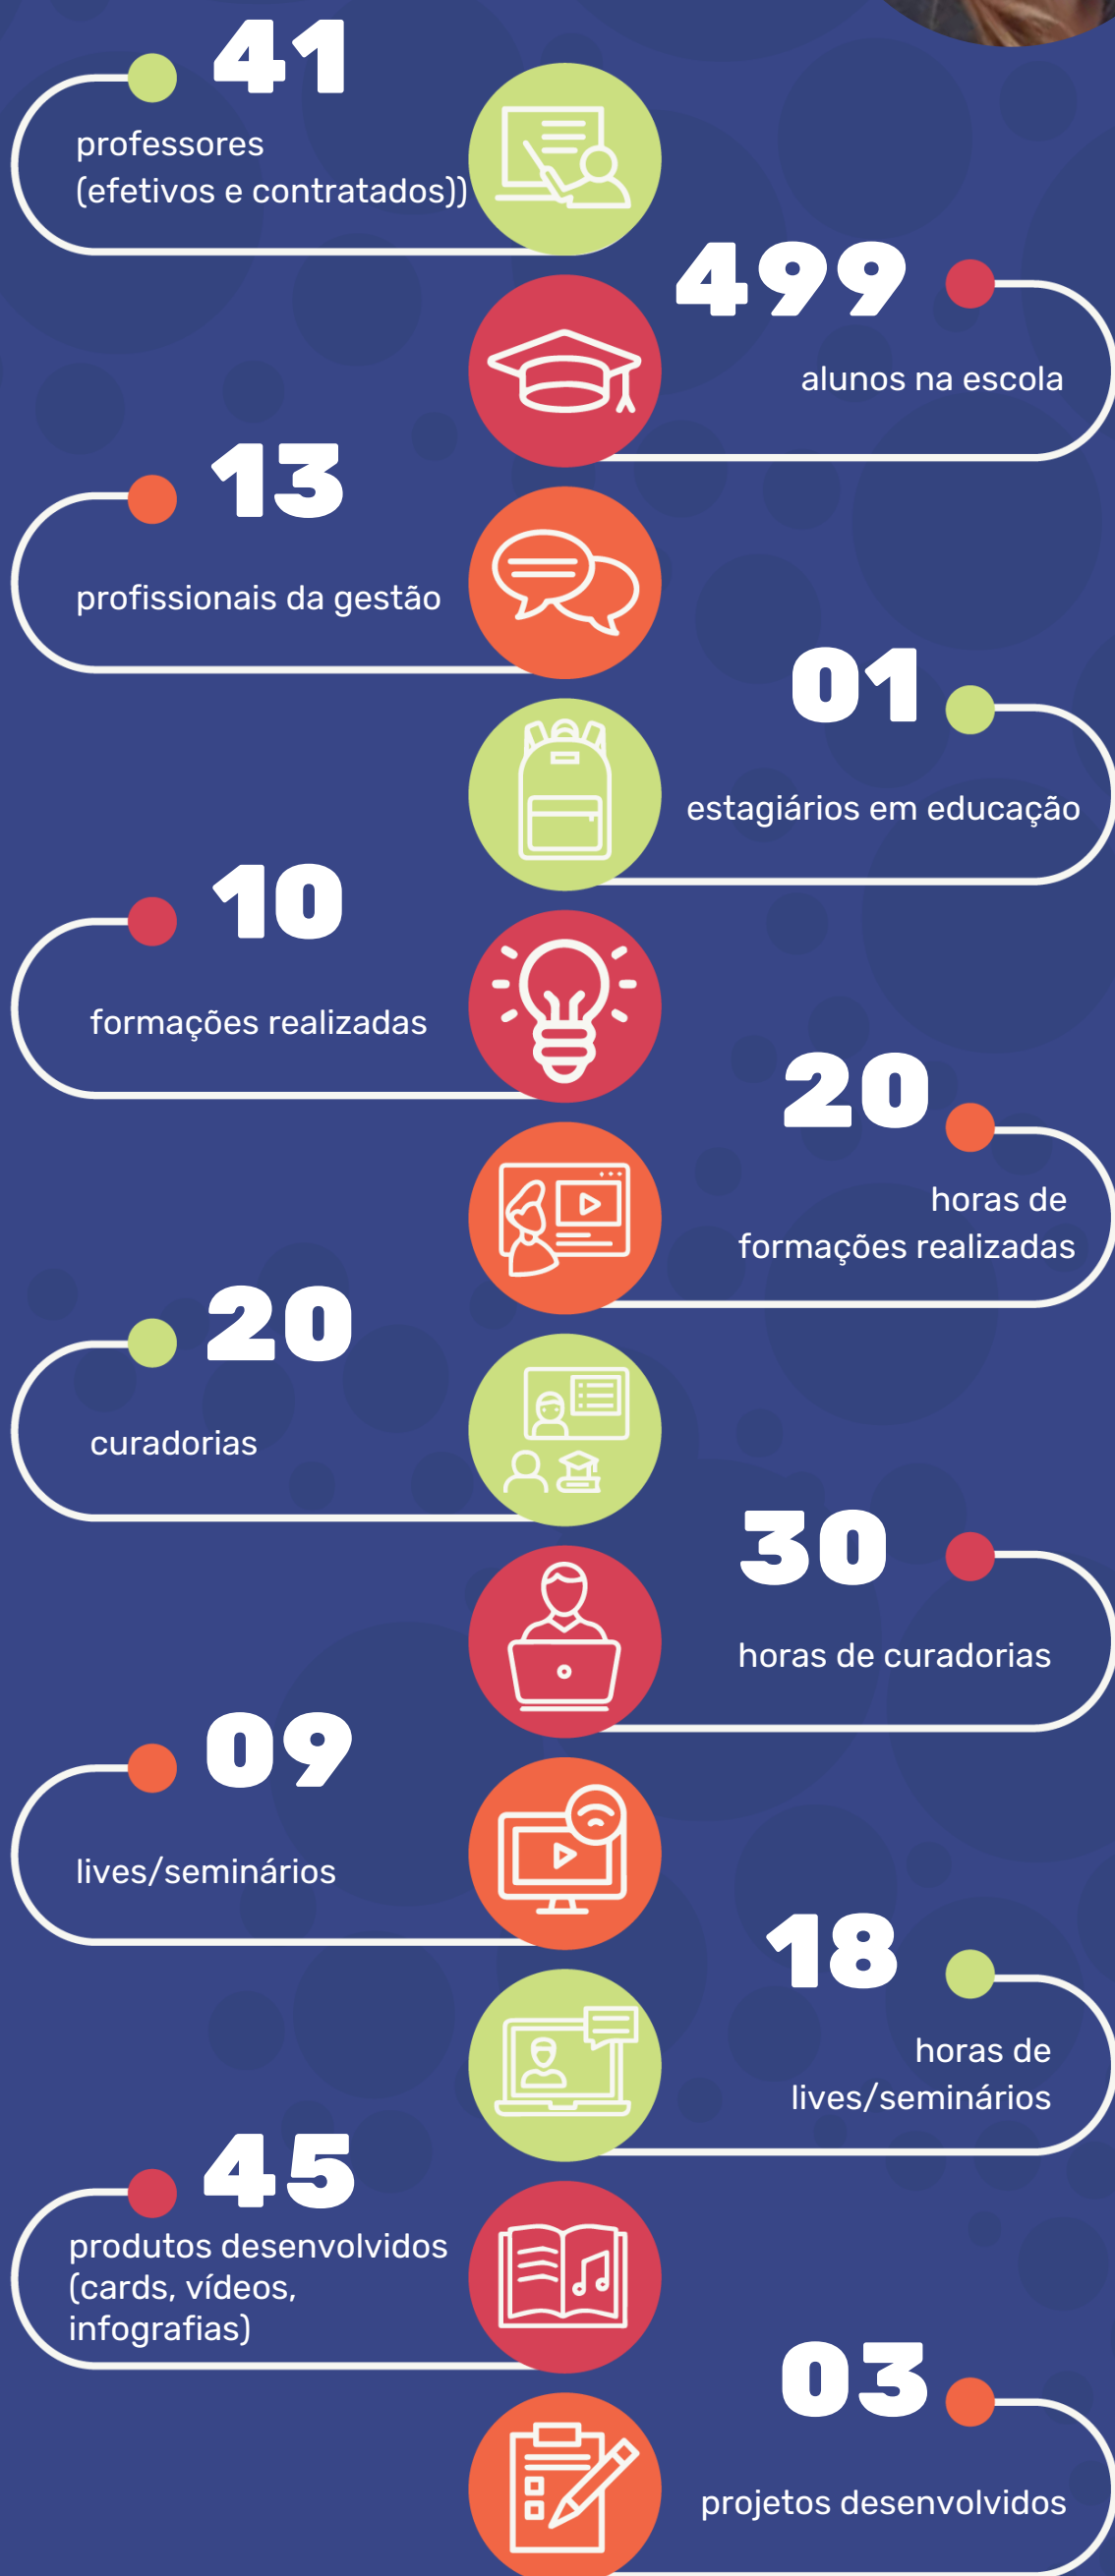 41
professores
(efetivos e contratados))
499
alunos na escola
13
profissionais da gestão
01
estagiários em educação
10
formações realizadas
20
horas de
formações realizadas
20
curadorias
30
horas de curadorias
09
lives/seminários
18
horas de
lives/seminários
45
produtos desenvolvidos
(cards, vídeos,
infografias)
03
projetos desenvolvidos